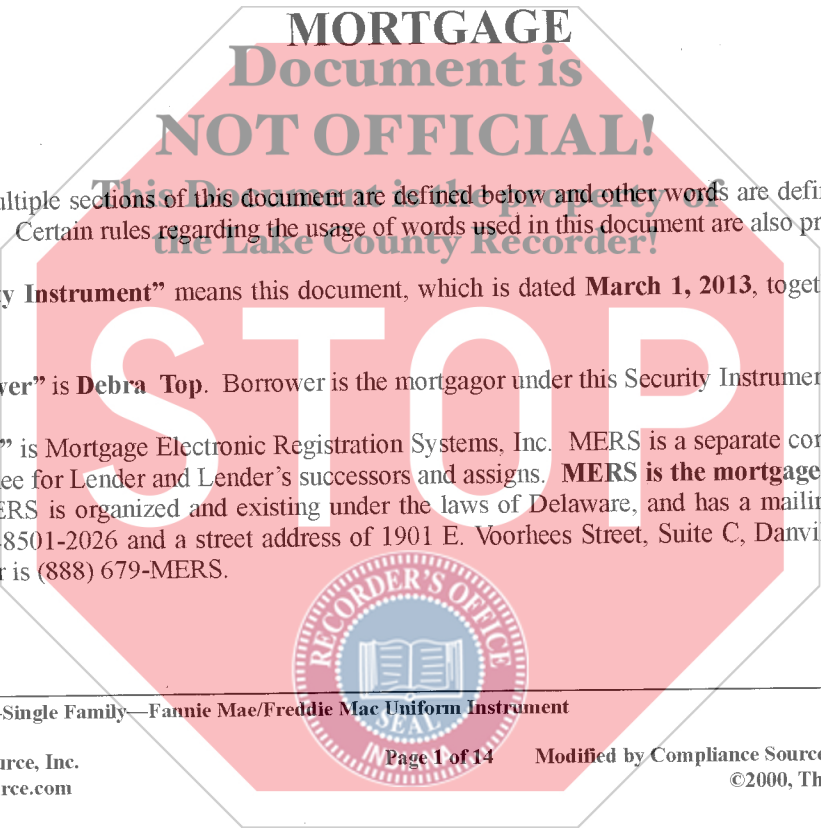 MORTGAGE
Document is
NOT OFFICIAL!
This Document is the property of
the Lake County Recorder!
ultiple sections of this document are defined below and other words are defi
Certain rules regarding the usage of words used in this document are also pr
y Instrument” means this document, which is dated March 1, 2013, toget
wer” is Debra Top. Borrower is the mortgagor under this Security Instrumen
” is Mortgage Electronic Registration Systems, Inc. MERS is a separate cor
ee for Lender and Lender’s successors and assigns. MERS is the mortgage
ERS is organized and existing under the laws of Delaware, and has a mailin
-8501-2026 and a street address of 1901 E. Voorhees Street, Suite C, Danvil
r is (888) 679-MERS.
STOP
RECORDER'S OFFICE
SEAL
INDIANA
-Single Family—Fannie Mae/Freddie Mac Uniform Instrument
urce, Inc.
Page 1 of 14
Modified by Compliance Source
rce.com
©2000, Th